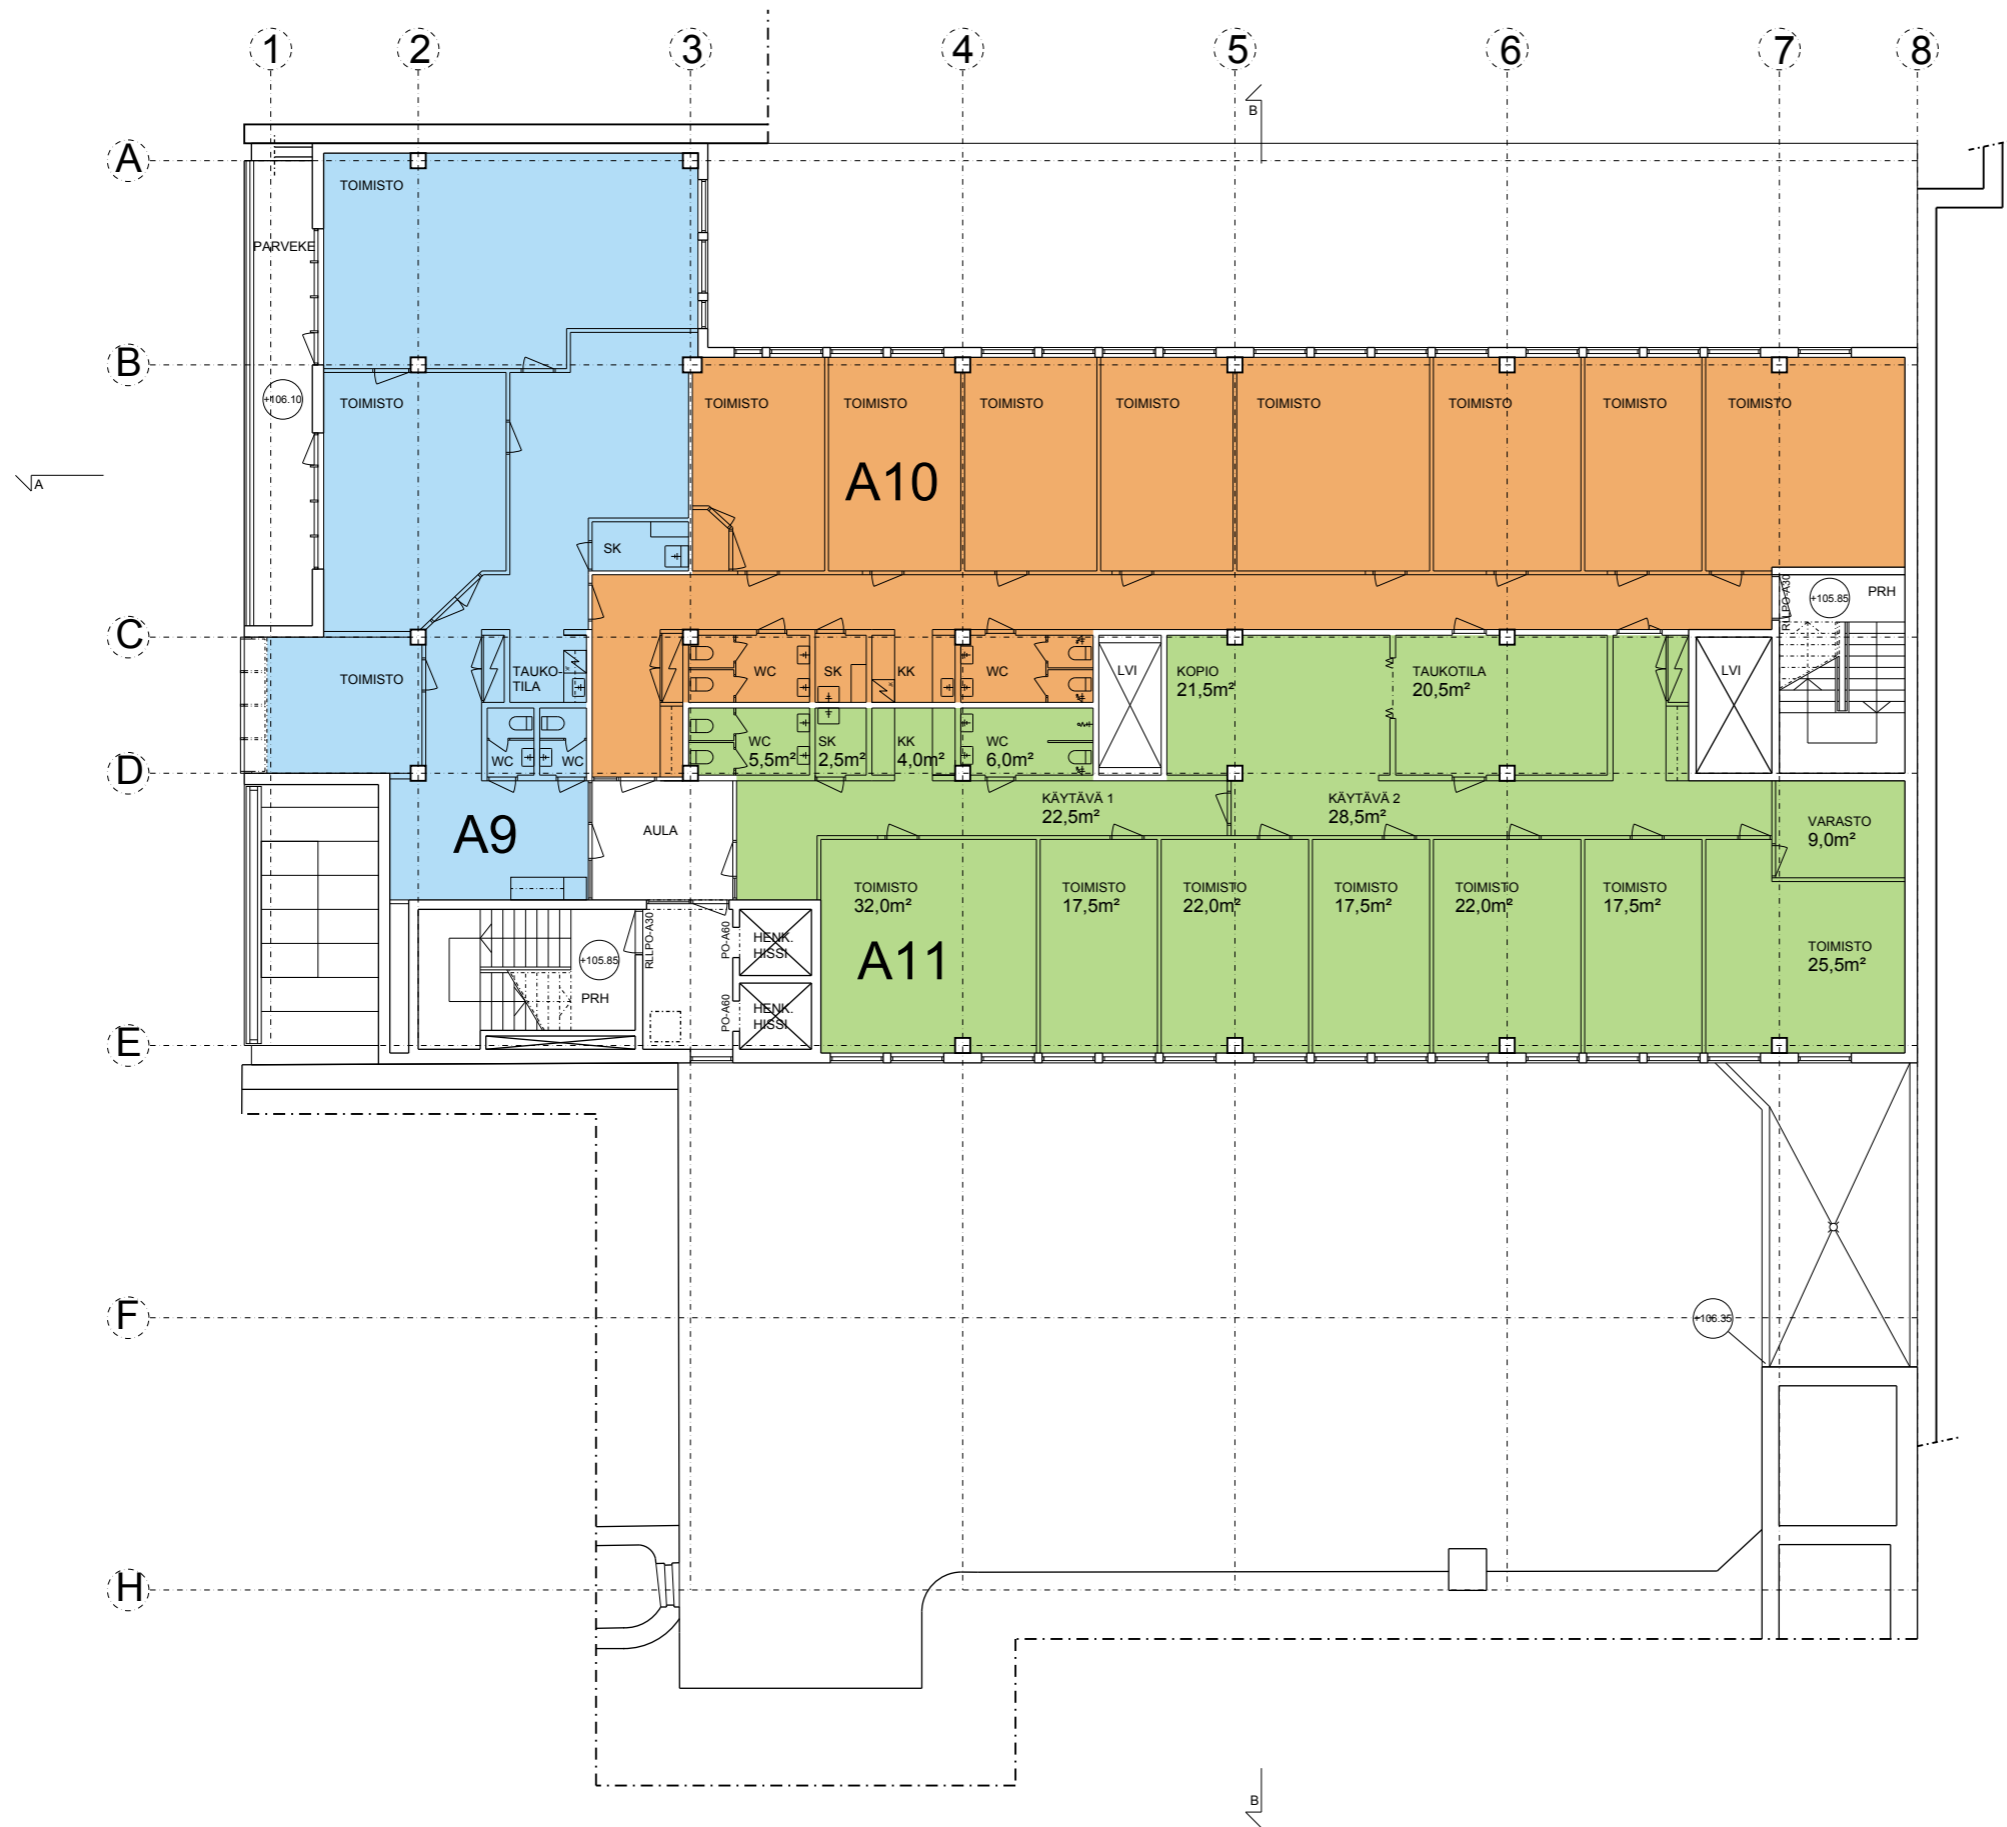 1
2
3
4
5
6
7
8
B
A
TOIMISTO
PARVEKE
B
+106.10
TOIMISTO
TOIMISTO
TOIMISTO
TOIMISTO
TOIMISTO
TOIMISTO
TOIMISTO
TOIMISTO
TOIMISTO
A10
A
SK
RLLPO-A30
+105.85
PRH
C
TOIMISTO
TAUKO-
TILA
WC
SK
KK
WC
LVI
KOPIO
21,5m²
TAUKOTILA
20,5m²
LVI
D
WC
WC
WC
5,5m²
SK
2,5m²
KK
4,0m²
WC
6,0m²
A9
AULA
KÄYTÄVÄ 1
22,5m²
KÄYTÄVÄ 2
28,5m²
VARASTO
9,0m²
TOIMISTO
32,0m²
TOIMISTO
17,5m²
TOIMISTO
22,0m²
TOIMISTO
17,5m²
TOIMISTO
22,0m²
TOIMISTO
17,5m²
TOIMISTO
25,5m²
A11
+105.85
PRH
RLLPO-A30
PO-A60
HENK.
HISSI
PO-A60
HENK.
HISSI
E
F
+106.35
H
B